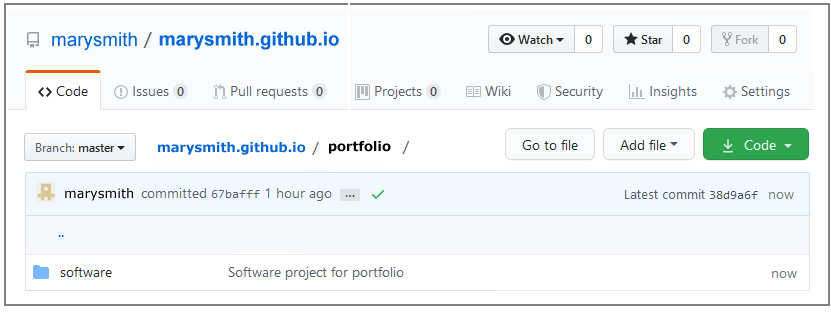 marysmith / marysmith.github.io Watch 0 Star 0 Fork 0
Code Issues 0 Pull requests 0 Projects 0 Wiki Security Insights Settings
Branch: master marysmith.github.io / portfolio / Go to file Add file Code
marysmith committed 67bafff 1 hour ago ... Latest commit 38d9a6f now
..
software Software project for portfolio now